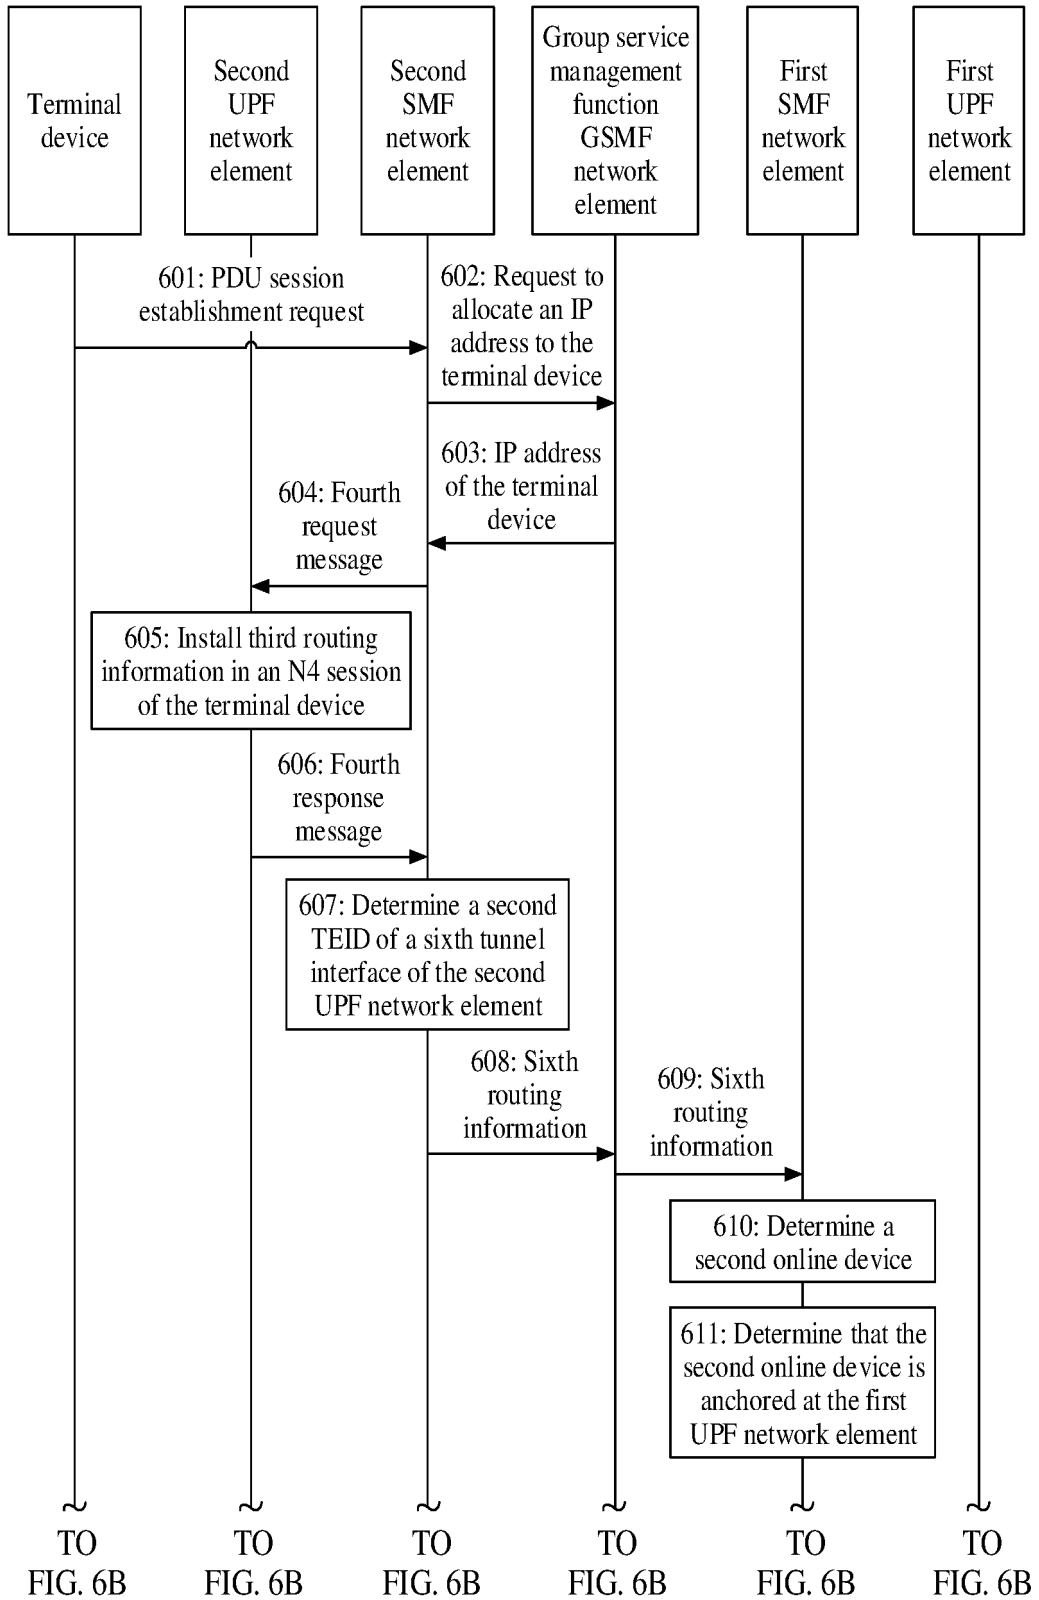 Terminal
device
Second
UPF
network
element
Second
SMF
network
element
Group service
management
function
GSMF
network
element
First
SMF
network
element
First
UPF
network
element
601: PDU session
establishment request
602: Request to
allocate an IP
address to the
terminal device
603: IP address
of the terminal
device
604: Fourth
request
message
605: Install third routing
information in an N4 session
of the terminal device
606: Fourth
response
message
607: Determine a second
TEID of a sixth tunnel
interface of the second
UPF network element
608: Sixth
routing
information
609: Sixth
routing
information
610: Determine a
second online device
611: Determine that the
second online device is
anchored at the first
UPF network element
TO
FIG. 6B
TO
FIG. 6B
TO
FIG. 6B
TO
FIG. 6B
TO
FIG. 6B
TO
FIG. 6B